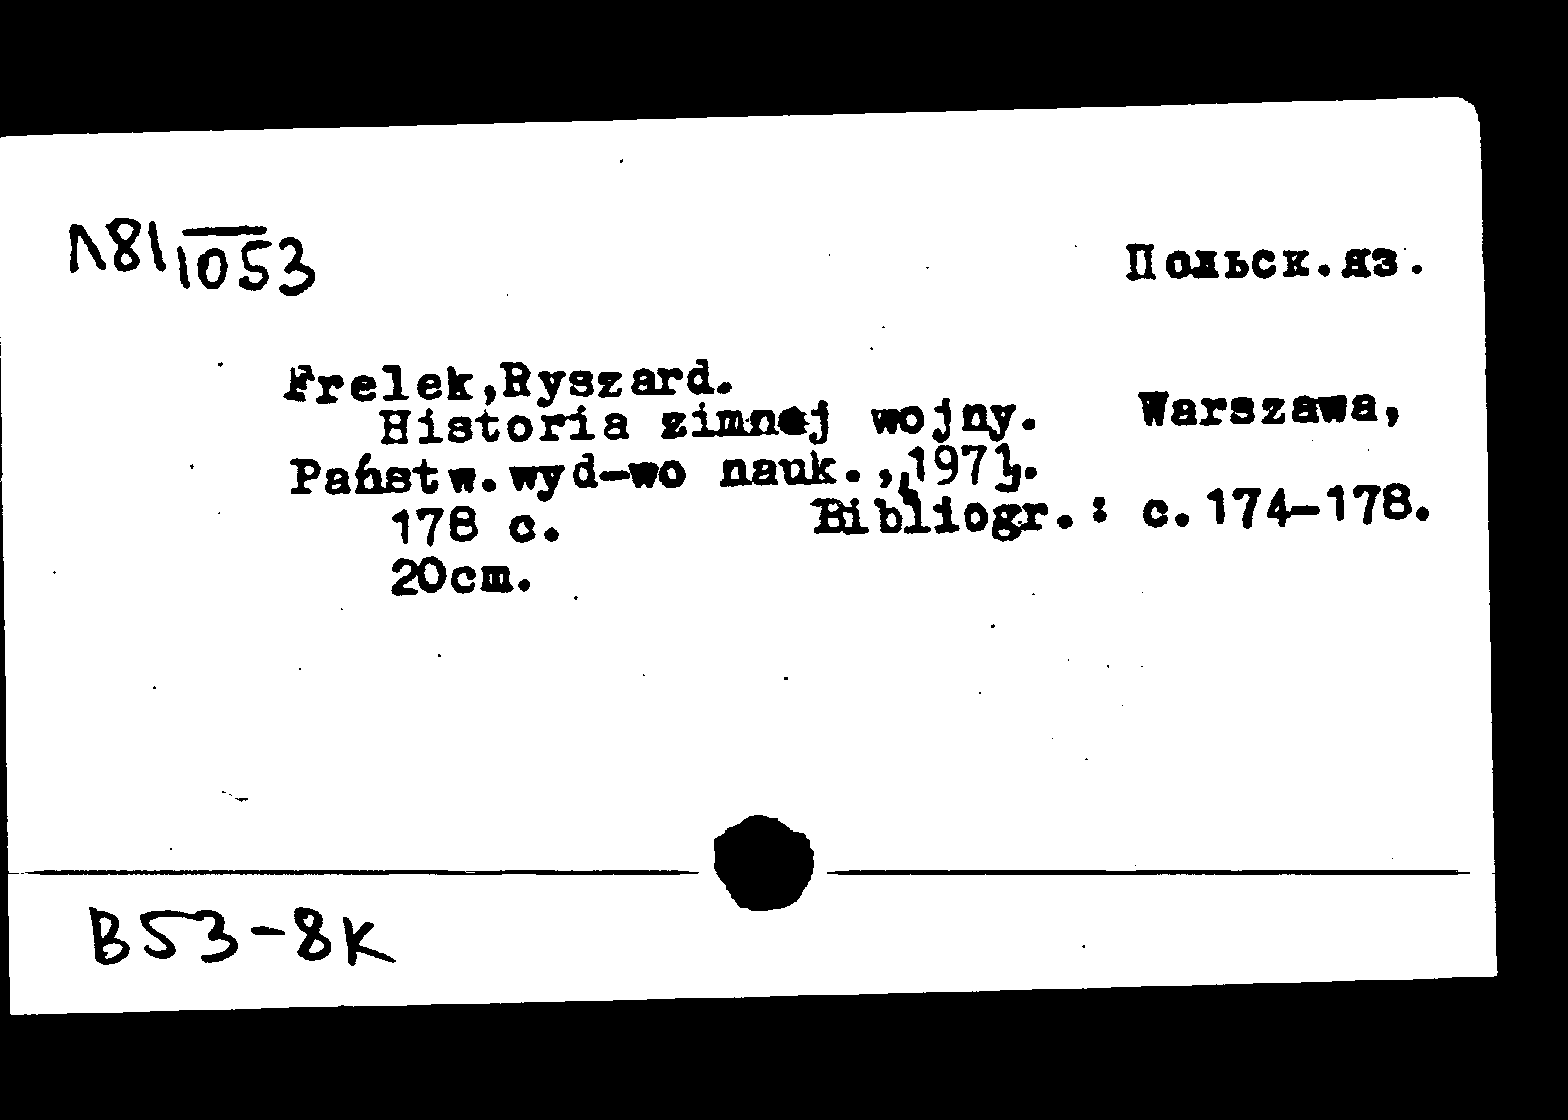 Л81/1053
Польск.яз.
Frelek,Ryszard.
Historia zimnej wojny. Warszawa,
Państw.wyd-wo nauk.,1971.
178 c. Bibliogr.: c.174-178.
20cm.
B53-8K